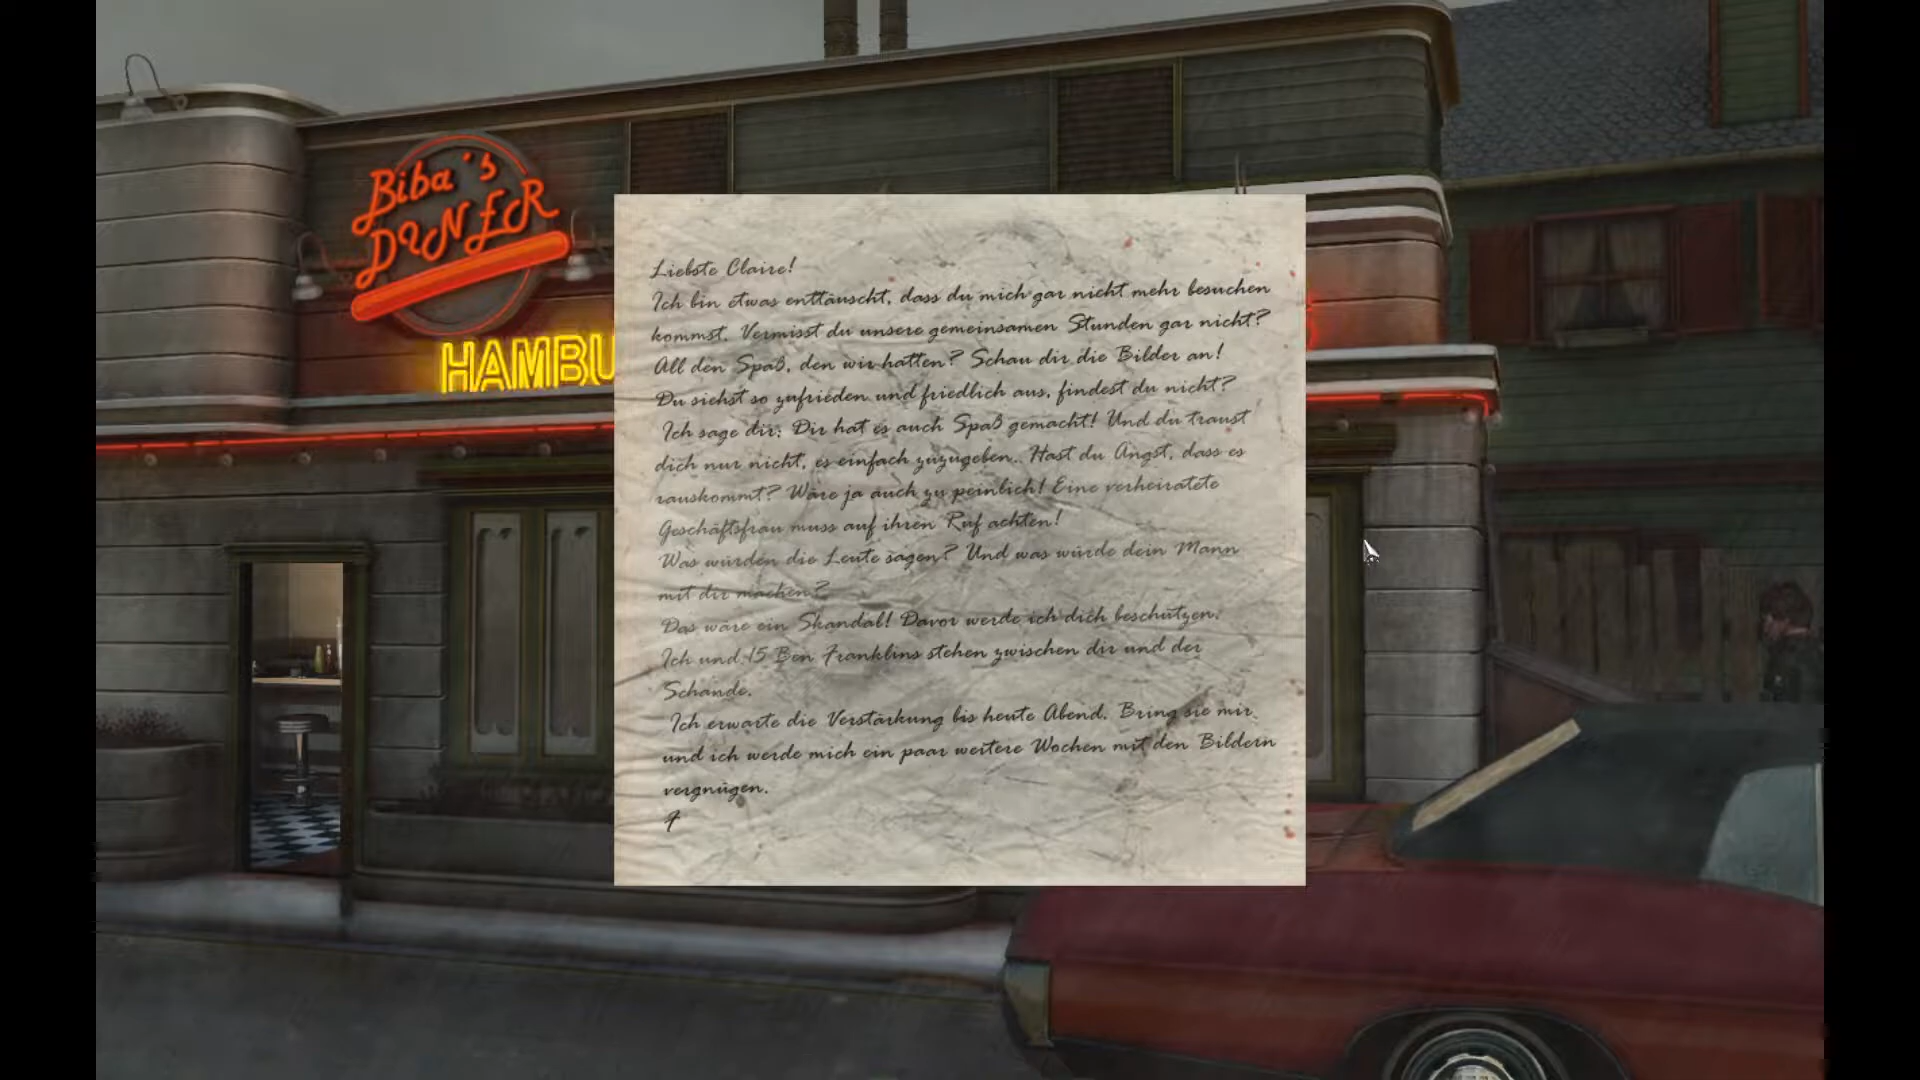 Biba's
DINER
HAMBU
Liebste Claire!
Ich bin etwas enttäuscht, dass du mich gar nicht mehr besuchen
kommst. Vermisst du unsere gemeinsamen Stunden gar nicht?
All den Spaß, den wir hatten? Schau dir die Bilder an!
Du siehst so zufrieden und friedlich aus, findest du nicht?
Ich sage dir: Dir hat es auch Spaß gemacht! Und du traust
dich nur nicht, es einfach zuzugeben.. Hast du Angst, dass es
rauskommt? Wäre ja auch zu peinlich! Eine verheiratete
Geschäftsfrau muss auf ihren Ruf achten!
Was würden die Leute sagen? Und was würde dein Mann
mit dir machen?
Das wäre ein Skandal! Davor werde ich dich beschützen.
Ich und 15 Ben Franklins stehen zwischen dir und der
Schande.
Ich erwarte die Verstärkung bis heute Abend. Bring sie mir
und ich werde mich ein paar weitere Wochen mit den Bildern
vergnügen.
F